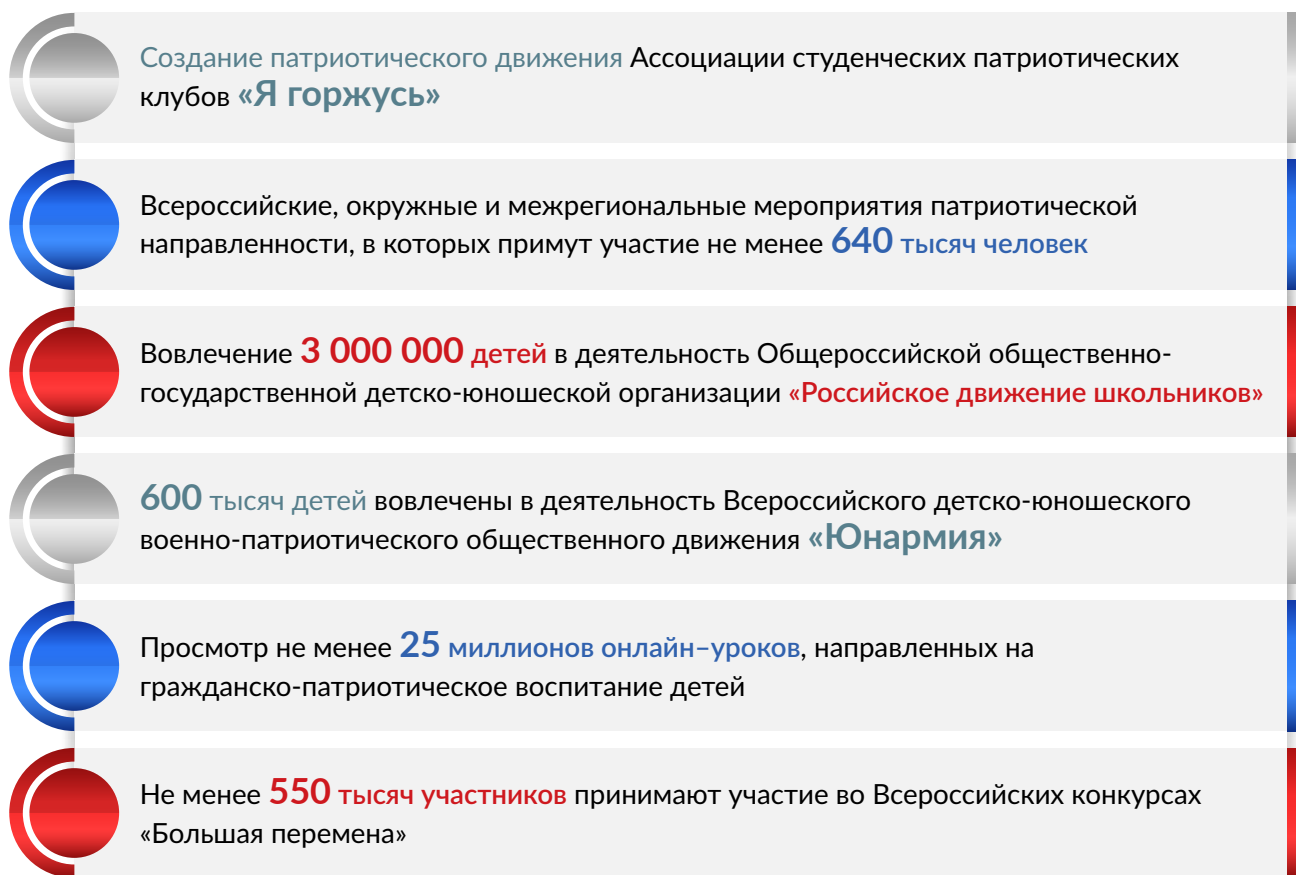 Создание патриотического движения Ассоциации студенческих патриотических
клубов «Я горжусь»
Всероссийские, окружные и межрегиональные мероприятия патриотической
направленности, в которых примут участие не менее 640 тысяч человек
Вовлечение 3 000 000 детей в деятельность Общероссийской общественно-
государственной детско-юношеской организации «Российское движение школьников»
600 тысяч детей вовлечены в деятельность Всероссийского детско-юношеского
военно-патриотического общественного движения «Юнармия»
Просмотр не менее 25 миллионов онлайн–уроков, направленных на
гражданско-патриотическое воспитание детей
Не менее 550 тысяч участников принимают участие во Всероссийских конкурсах
«Большая перемена»